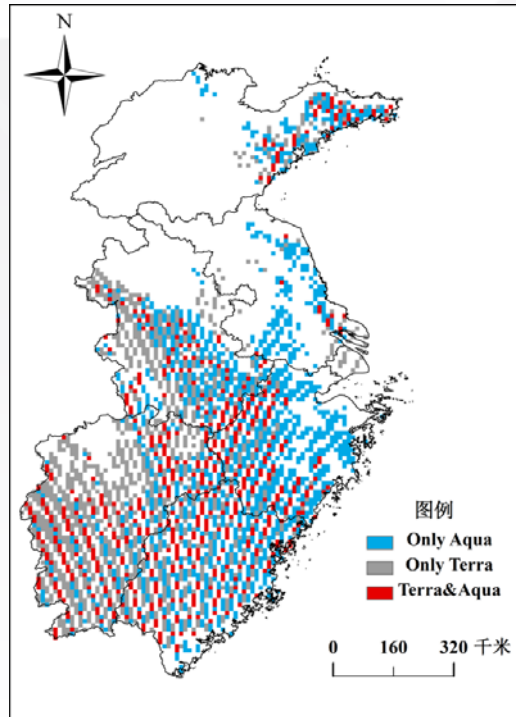 N
图例
Only Aqua
Only Terra
Terra&Aqua
0 160 320 千米